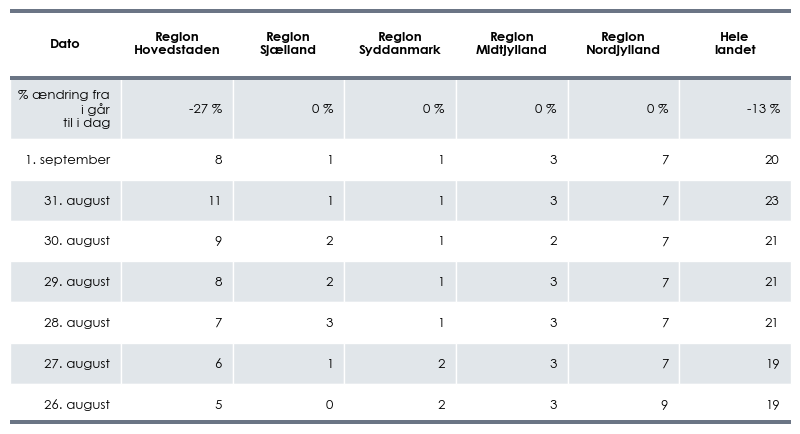 Dato Region Hovedstaden Region Sjælland Region Syddanmark Region Midtjylland Region Nordjylland Hele landet
% ændring fra i går til i dag -27 % 0 % 0 % 0 % 0 % -13 %
1. september 8 1 1 3 7 20
31. august 11 1 1 3 7 23
30. august 9 2 1 2 7 21
29. august 8 2 1 3 7 21
28. august 7 3 1 3 7 21
27. august 6 1 2 3 7 19
26. august 5 0 2 3 9 19